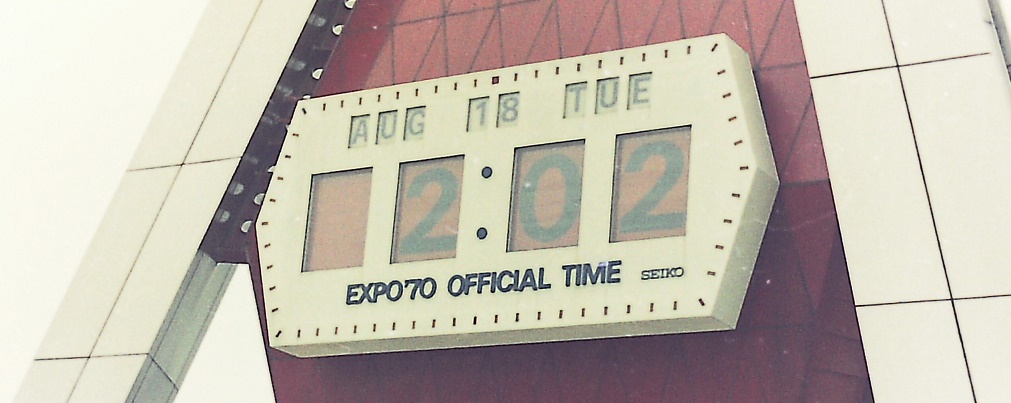 AUG 18 TUE
2:02
EXPO'70 OFFICIAL TIME SEIKO